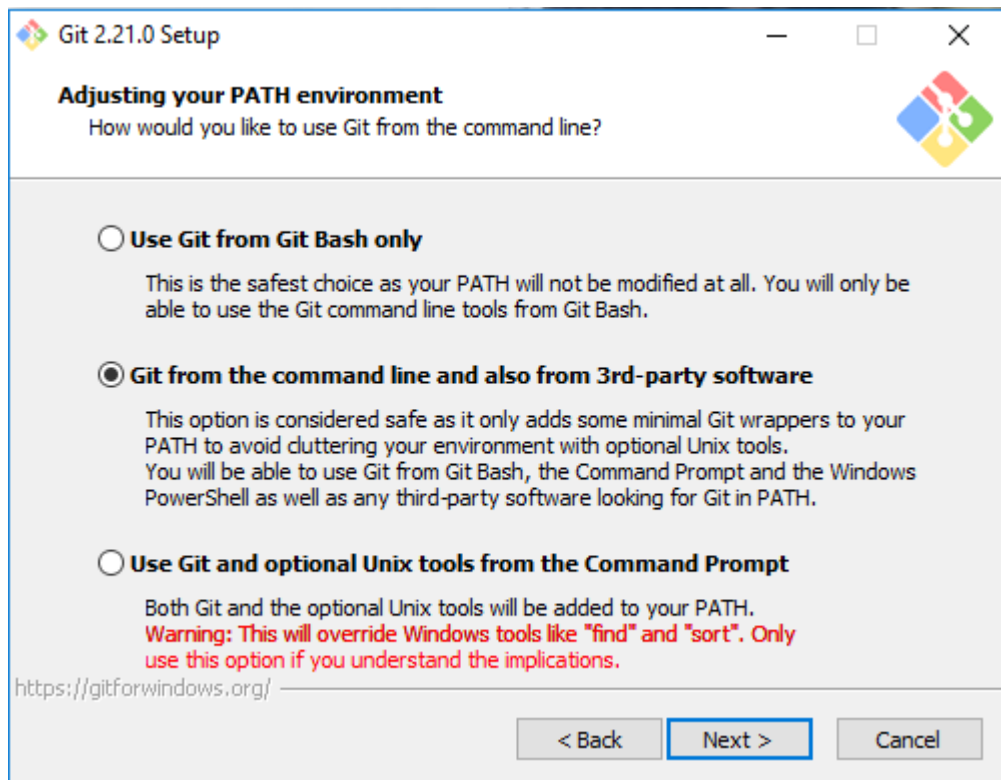 Git 2.21.0 Setup
Adjusting your PATH environment
How would you like to use Git from the command line?
Use Git from Git Bash only
This is the safest choice as your PATH will not be modified at all. You will only be
able to use the Git command line tools from Git Bash.
Git from the command line and also from 3rd-party software
This option is considered safe as it only adds some minimal Git wrappers to your
PATH to avoid cluttering your environment with optional Unix tools.
You will be able to use Git from Git Bash, the Command Prompt and the Windows
PowerShell as well as any third-party software looking for Git in PATH.
Use Git and optional Unix tools from the Command Prompt
Both Git and the optional Unix tools will be added to your PATH.
Warning: This will override Windows tools like "find" and "sort". Only
use this option if you understand the implications.
https://gitforwindows.org/
< Back Next > Cancel